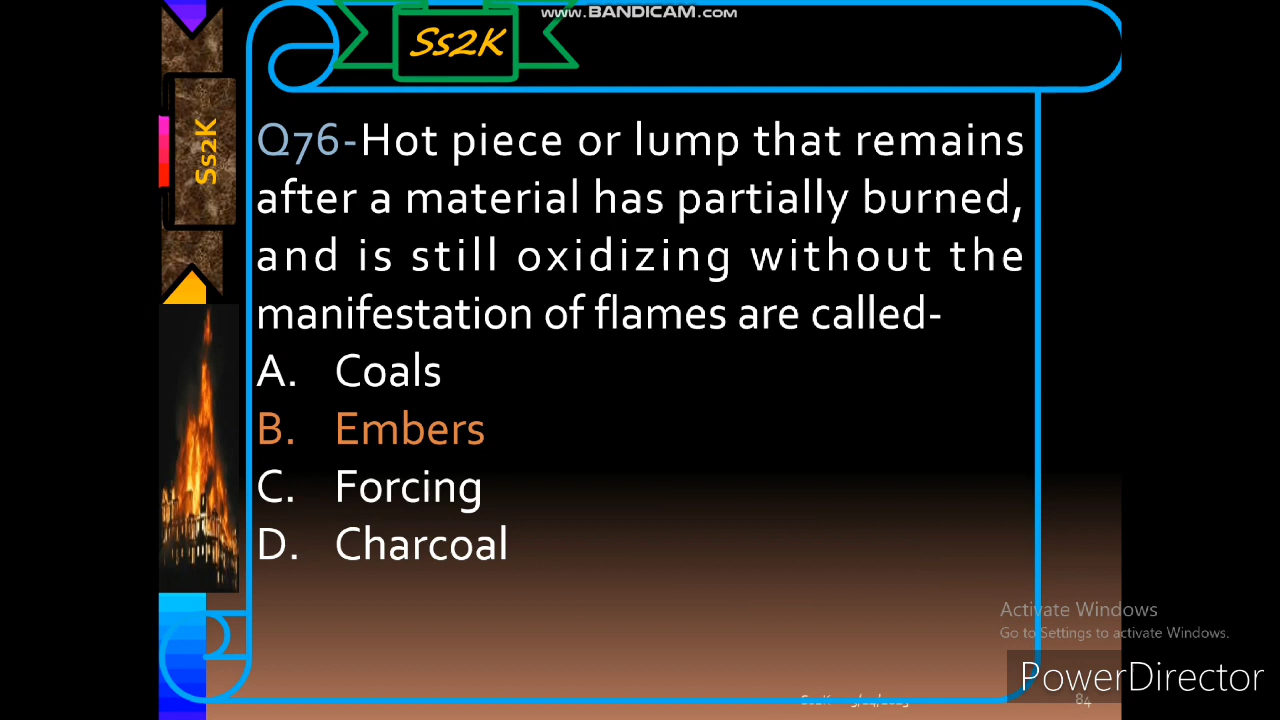 www.BANDICAM.com
Ss2K
Ss2K
Q76-Hot piece or lump that remains
after a material has partially burned,
and is still oxidizing without the
manifestation of flames are called-
A. Coals
B. Embers
C. Forcing
D. Charcoal
Activate Windows
Go to Settings to activate Windows.
PowerDirector
Ss2K
84